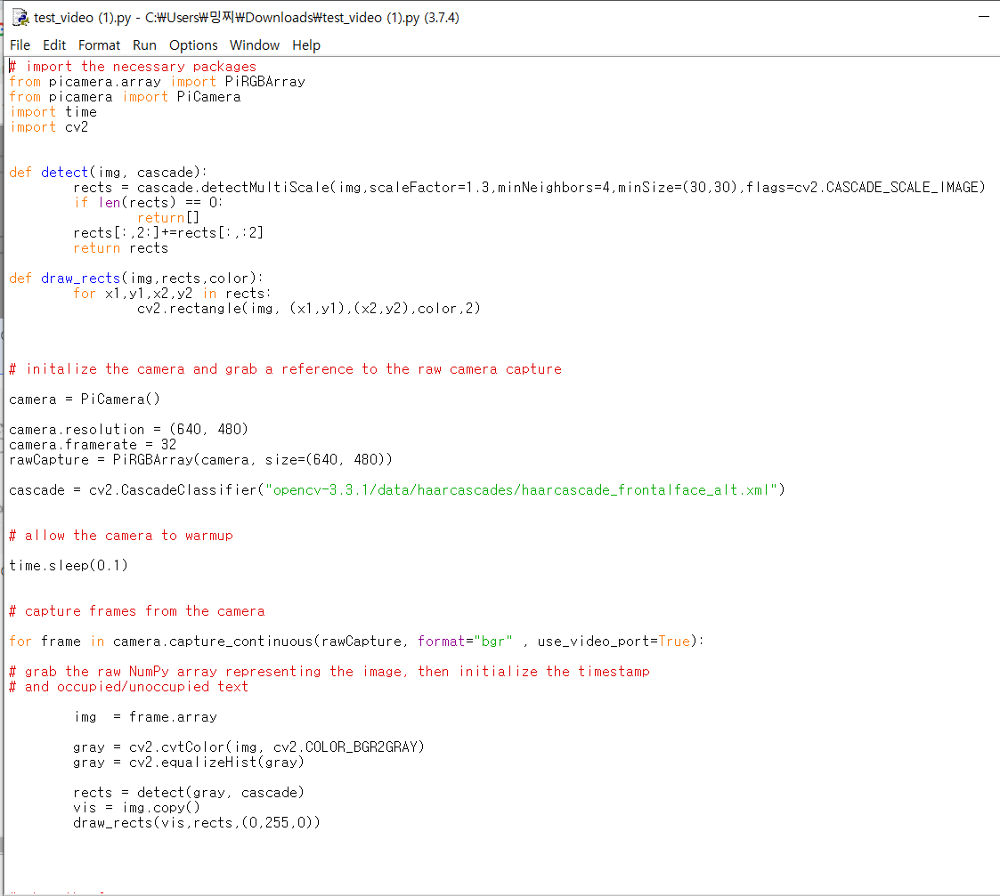 test_video (1).py - C:₩Users₩밍찌₩Downloads₩test_video (1).py (3.7.4)
File Edit Format Run Options Window Help
# import the necessary packages
from picamera.array import PiRGBArray
from picamera import PiCamera
import time
import cv2
def detect(img, cascade):
        rects = cascade.detectMultiScale(img,scaleFactor=1.3,minNeighbors=4,minSize=(30,30),flags=cv2.CASCADE_SCALE_IMAGE)
        if len(rects) == 0:
                return[]
        rects[:,2:]+=rects[:,:2]
        return rects
def draw_rects(img,rects,color):
        for x1,y1,x2,y2 in rects:
                cv2.rectangle(img, (x1,y1),(x2,y2),color,2)
# initalize the camera and grab a reference to the raw camera capture
camera = PiCamera()
camera.resolution = (640, 480)
camera.framerate = 32
rawCapture = PiRGBArray(camera, size=(640, 480))
cascade = cv2.CascadeClassifier("opencv-3.3.1/data/haarcascades/haarcascade_frontalface_alt.xml")
# allow the camera to warmup
time.sleep(0.1)
# capture frames from the camera
for frame in camera.capture_continuous(rawCapture, format="bgr" , use_video_port=True):
# grab the raw NumPy array representing the image, then initialize the timestamp
# and occupied/unoccupied text
        img  = frame.array
        gray = cv2.cvtColor(img, cv2.COLOR_BGR2GRAY)
        gray = cv2.equalizeHist(gray)
        rects = detect(gray, cascade)
        vis = img.copy()
        draw_rects(vis,rects,(0,255,0))